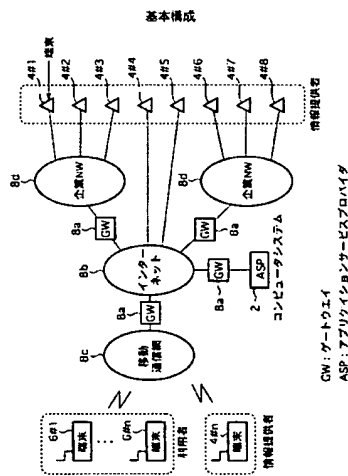 基本構成
端末
4#1
4#2
4#3
4#4
4#5
4#6
4#7
4#8
情報提供者
8d
企業NW
8d
企業NW
8a
GW
GW
8a
8b
インターネット
コンピュータシステム
8a
GW
2
ASP
8a
GW
8c
移動通信網
6#1
端末
6#n
端末
利用者
4#n
端末
情報提供者
GW：ゲートウエイ
ASP：アプリケイションサービスプロバイダ